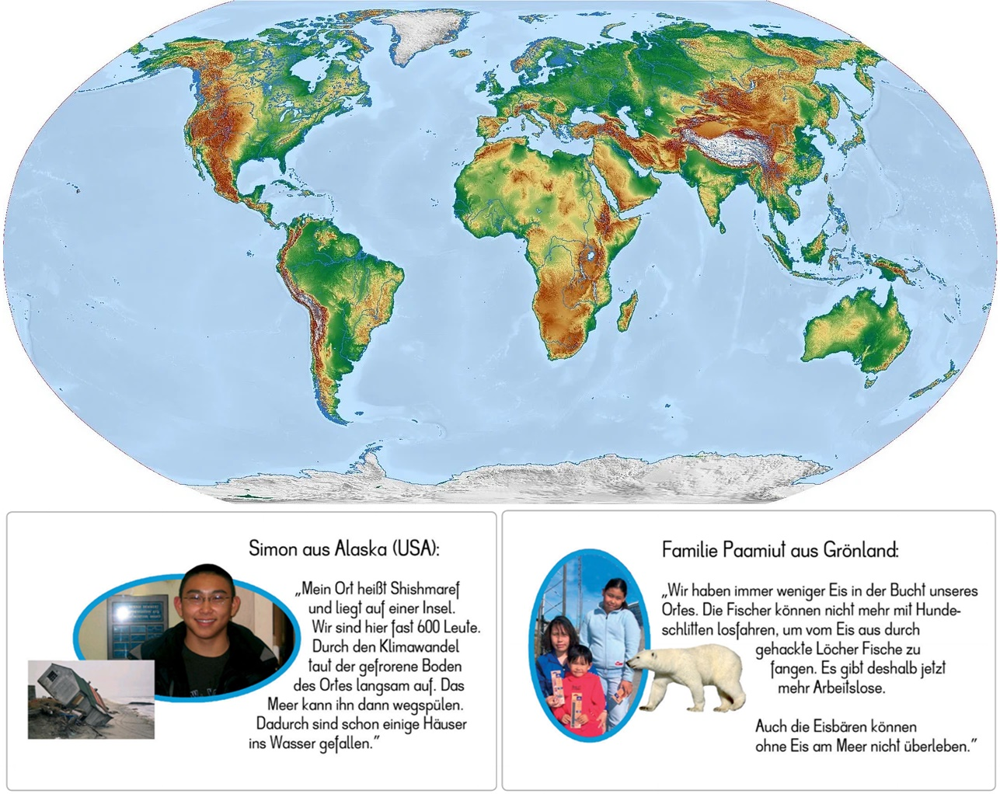 Simon aus Alaska (USA):
„Mein Ort heißt Shishmaref
und liegt auf einer Insel.
Wir sind hier fast 600 Leute.
Durch den Klimawandel
taut der gefrorene Boden
des Ortes langsam auf. Das
Meer kann ihn dann wegspülen.
Dadurch sind schon einige Häuser
ins Wasser gefallen.”
Familie Paamiut aus Grönland:
„Wir haben immer weniger Eis in der Bucht unseres
Ortes. Die Fischer können nicht mehr mit Hunde-
schlitten losfahren, um vom Eis aus durch
gehackte Löcher Fische zu
fangen. Es gibt deshalb jetzt
mehr Arbeitslose.
Auch die Eisbären können
ohne Eis am Meer nicht überleben.”